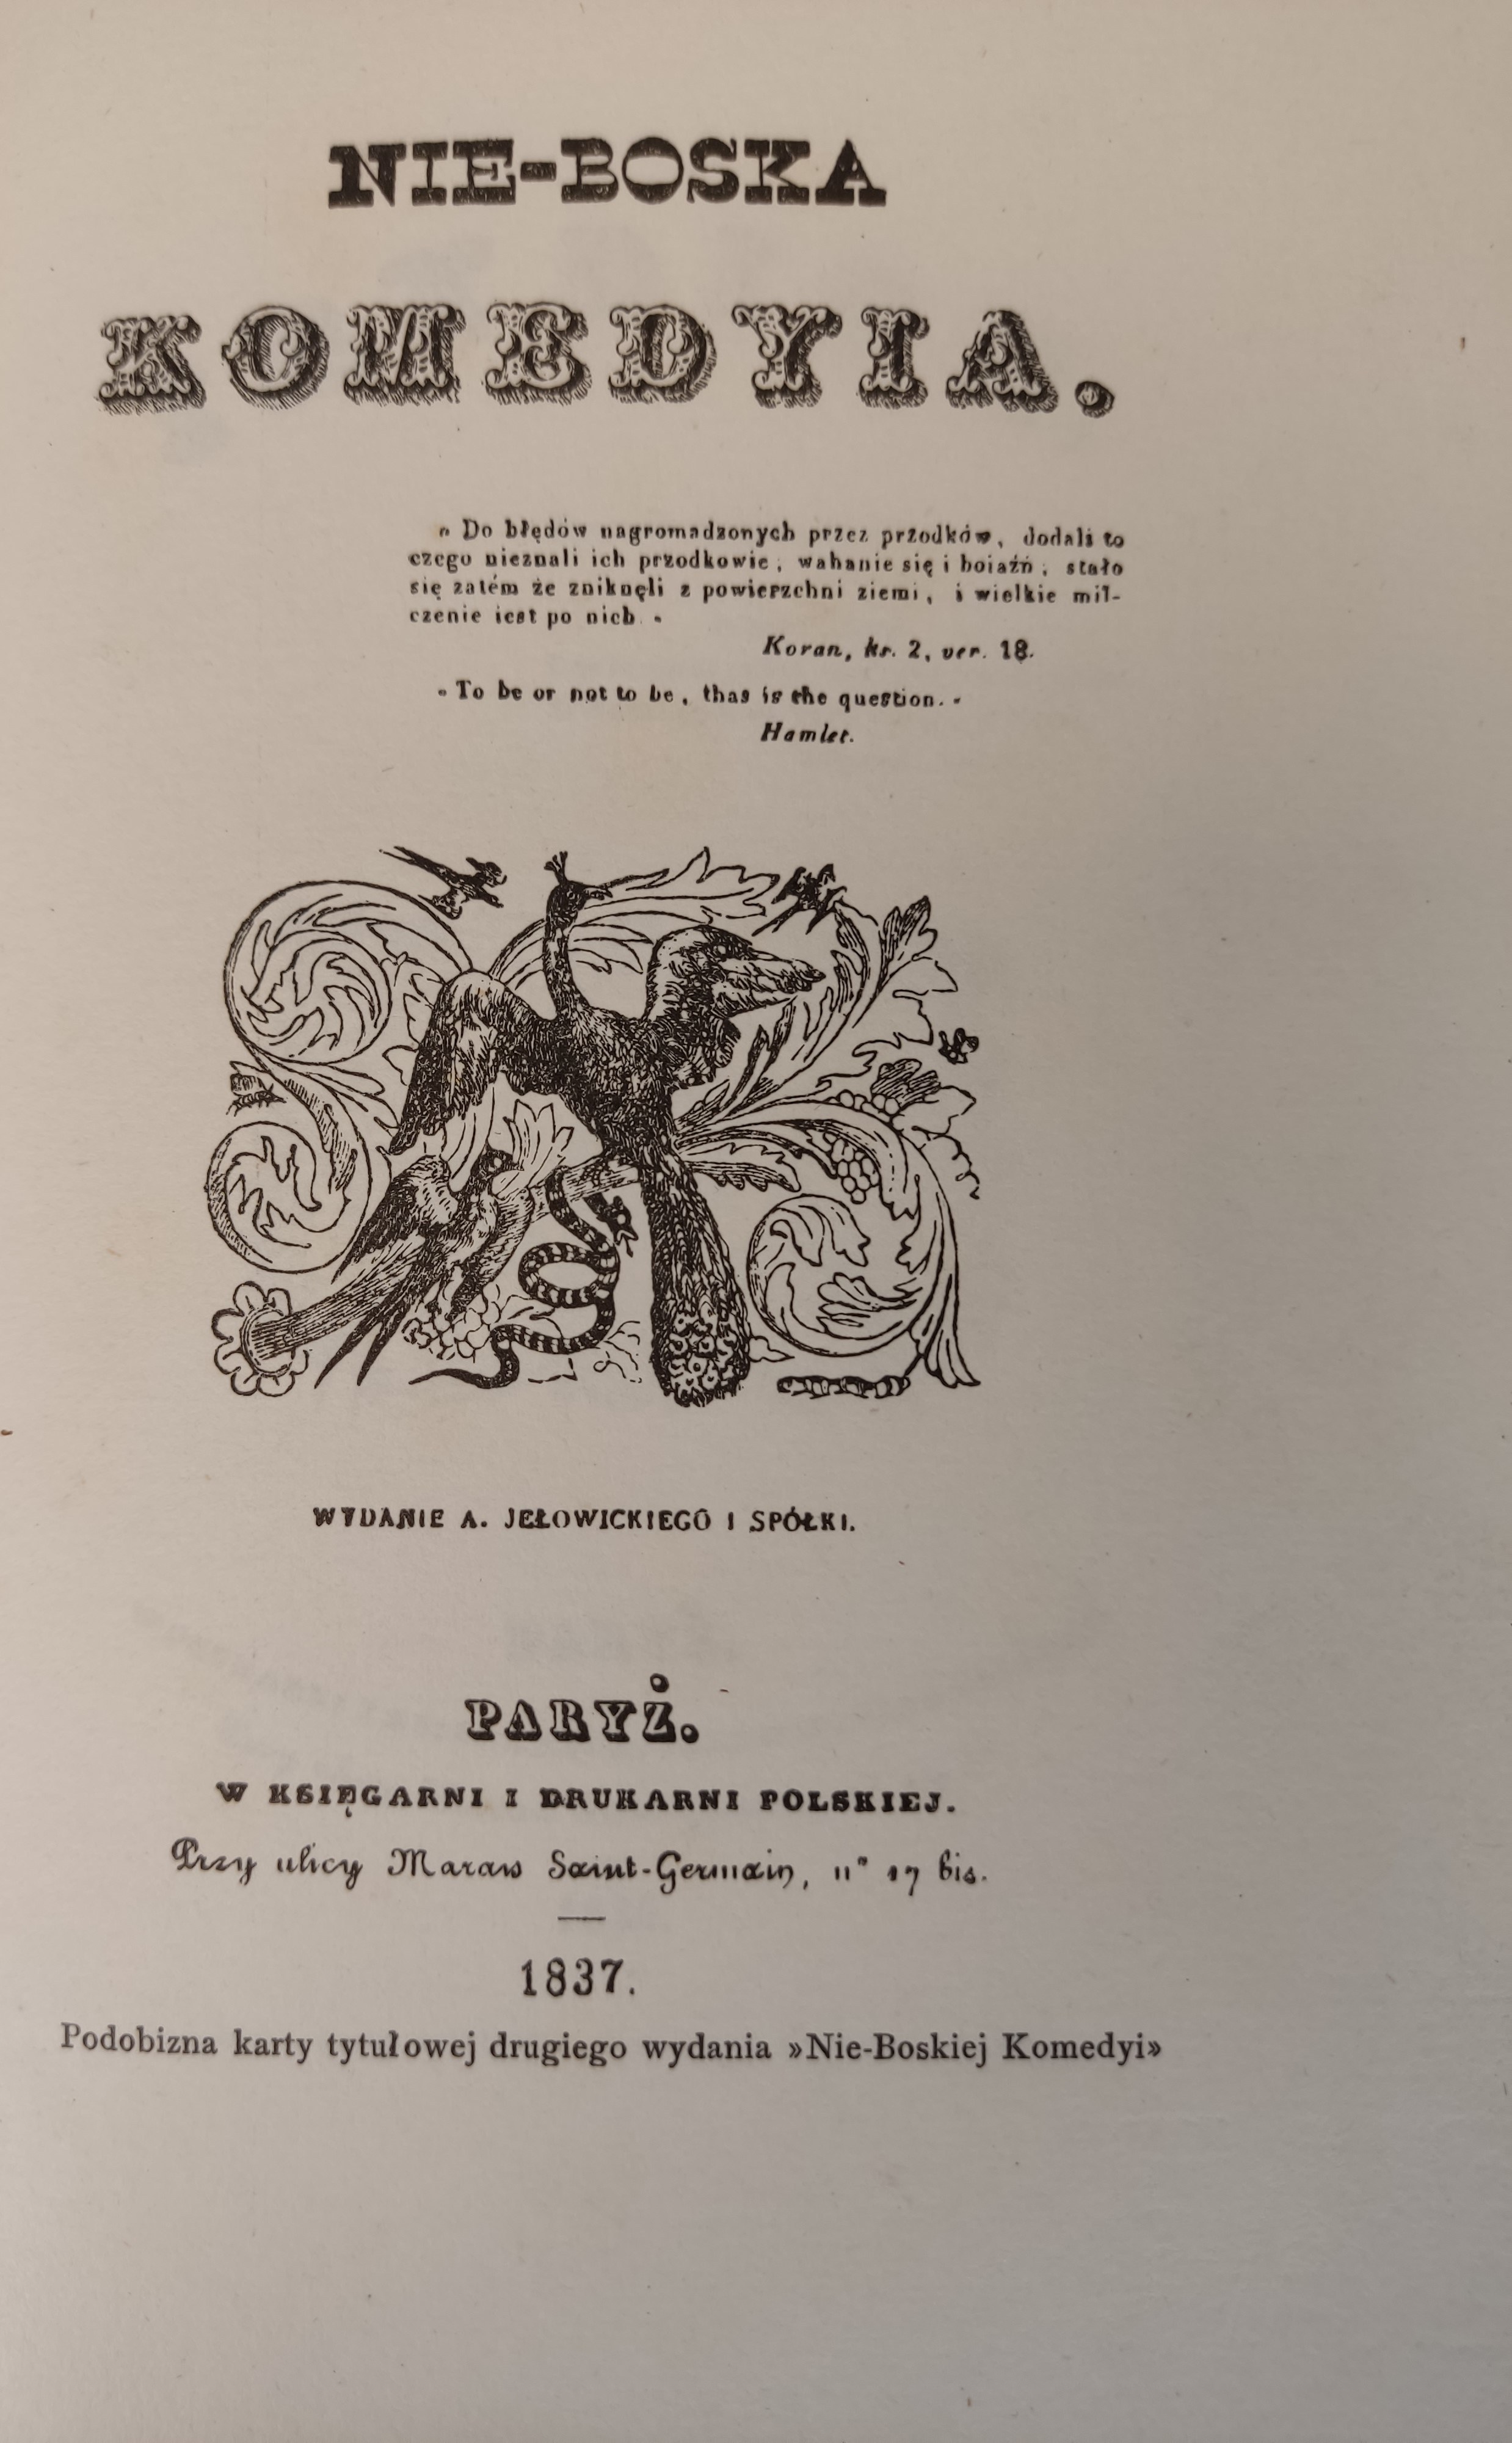 NIE-BOSKA
KOMEDYIA.
« Do błędów nagromadzonych przez przodków, dodali to
czego nieznali ich przodkowie, wahanie się i boiaźń, stało
się zatém że zniknęli z powierzchni ziemi, i wielkie mil-
czenie iest po nich. »
Koran, kr. 2, ver. 18.
« To be or not to be, thas is the question. »
Hamlet.
WYDANIE A. JEŁOWICKIEGO I SPÓŁKI.
PARYŻ.
W KSIĘGARNI I DRUKARNI POLSKIEJ.
Przy ulicy Marais Saint-Germain, n° 17 bis.
1837.
Podobizna karty tytułowej drugiego wydania »Nie-Boskiej Komedyi»